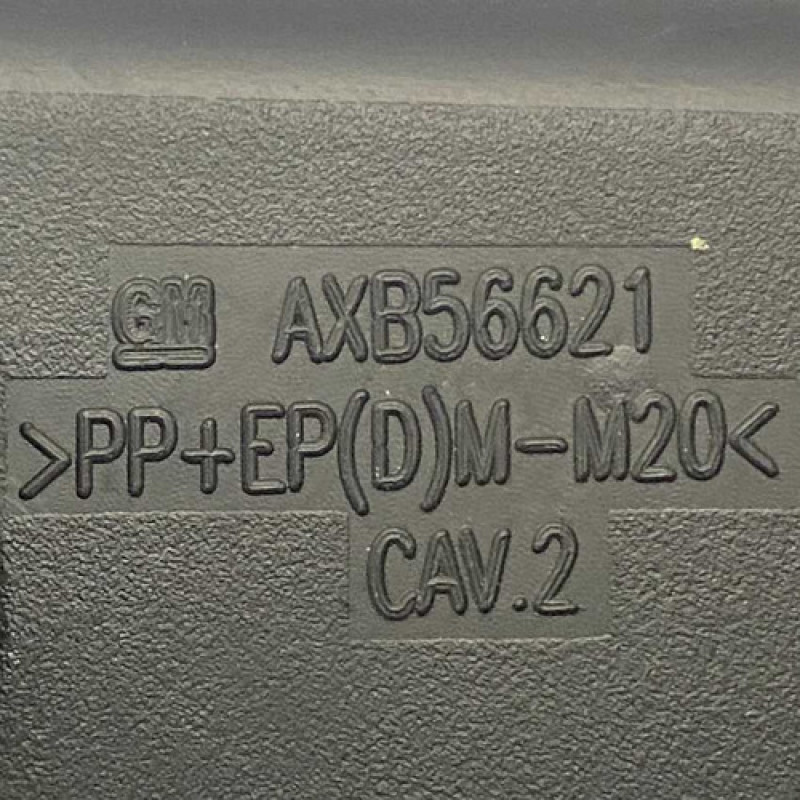 GM AXB56621
>PP+EP(D)M-M20<
CAV.2